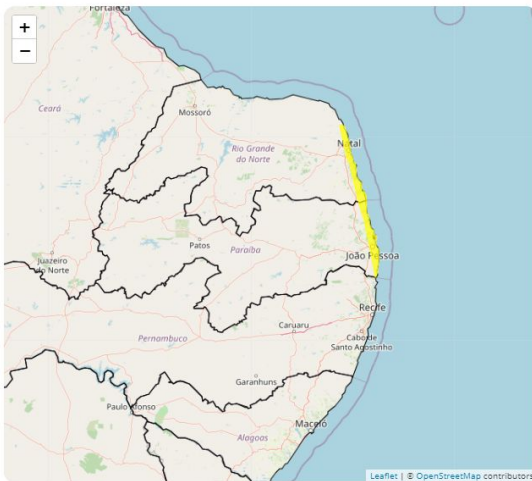 Fortaleza
+
−
Mossoró
Ceará
Natal
Rio Grande
do Norte
João Pessoa
Patos
Paraíba
Juazeiro
do Norte
Recife
Caruaru
Pernambuco
Cabo de
Santo Agostinho
Garanhuns
Paulo Afonso
Maceió
Alagoas
Leaflet | © OpenStreetMap contributors